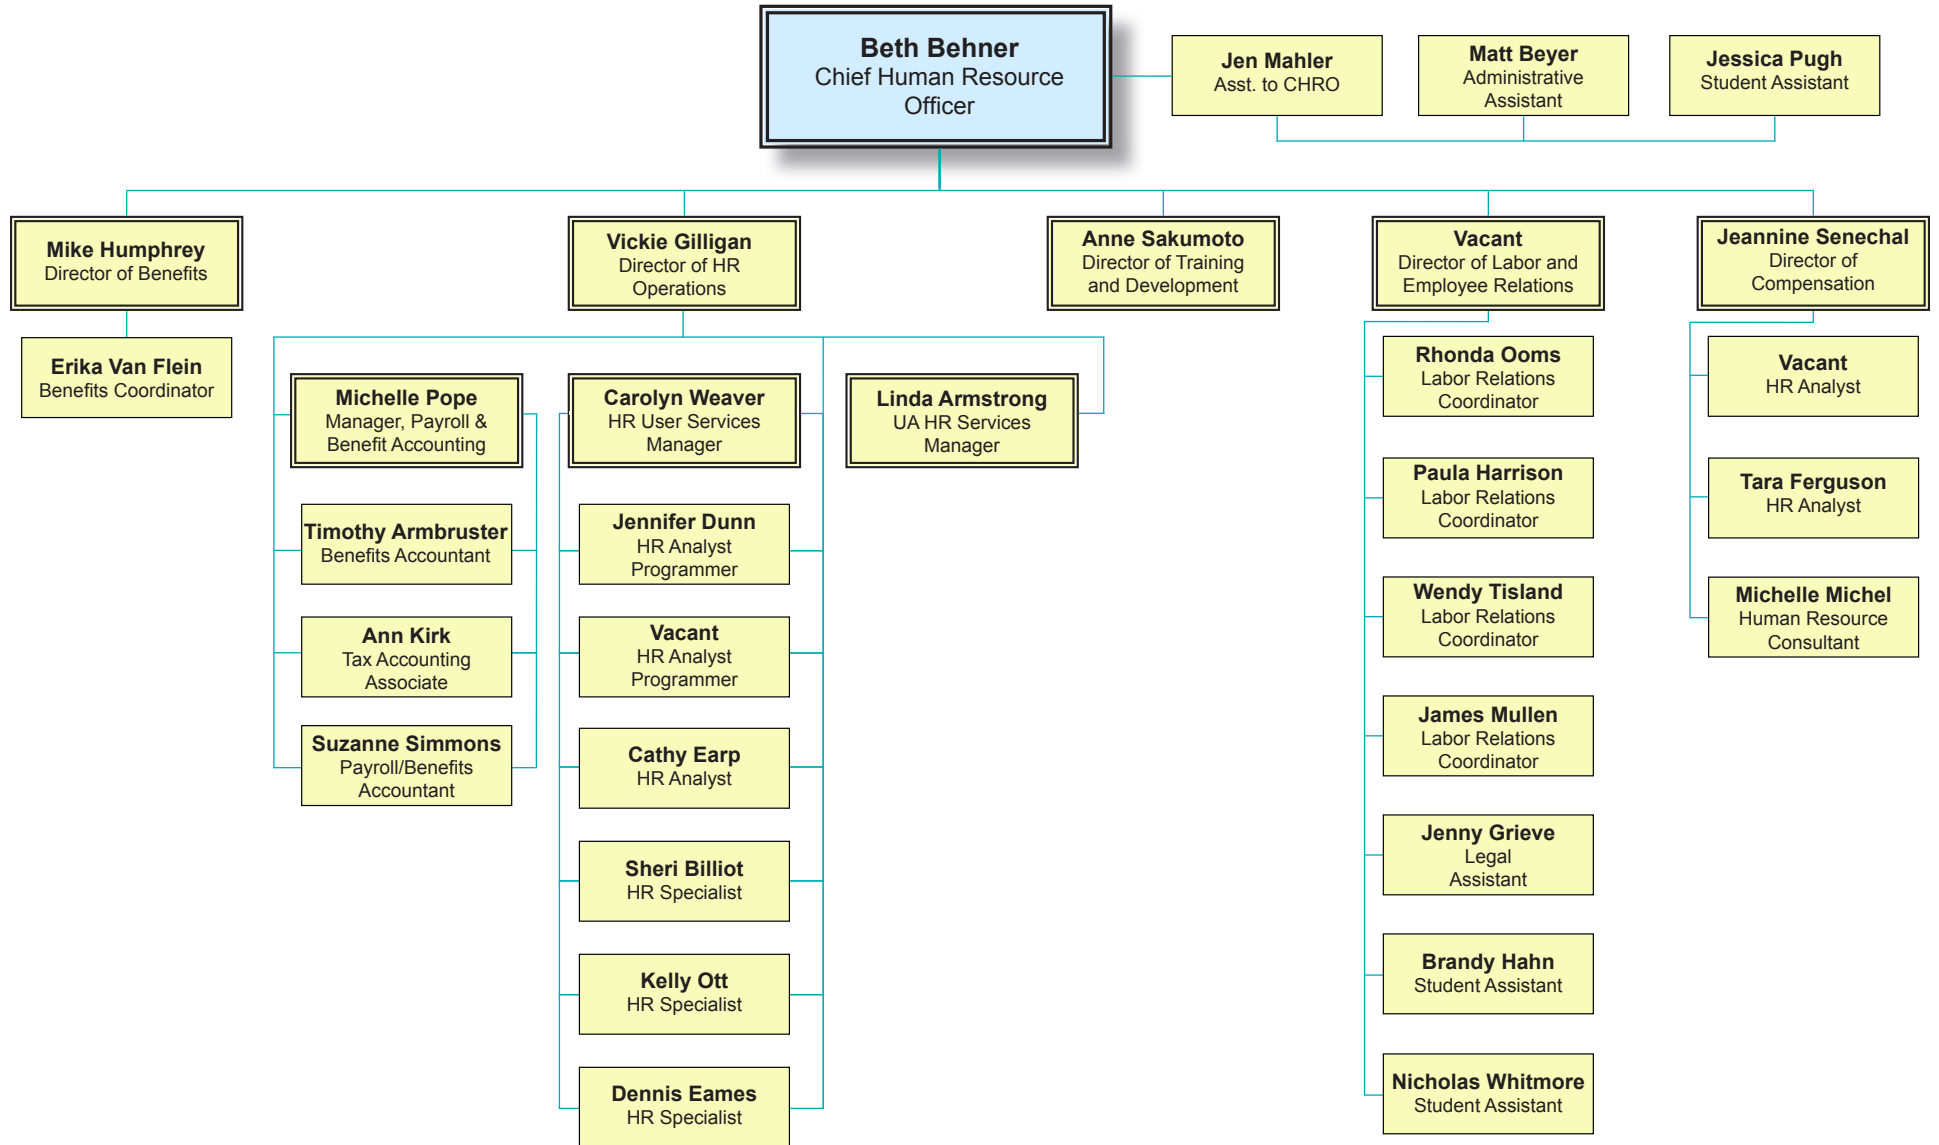 Beth Behner
Chief Human Resource
Officer
Jen Mahler
Asst. to CHRO
Matt Beyer
Administrative
Assistant
Jessica Pugh
Student Assistant
Mike Humphrey
Director of Benefits
Vickie Gilligan
Director of HR
Operations
Anne Sakumoto
Director of Training
and Development
Vacant
Director of Labor and
Employee Relations
Jeannine Senechal
Director of
Compensation
Erika Van Flein
Benefits Coordinator
Michelle Pope
Manager, Payroll &
Benefit Accounting
Timothy Armbruster
Benefits Accountant
Ann Kirk
Tax Accounting
Associate
Suzanne Simmons
Payroll/Benefits
Accountant
Carolyn Weaver
HR User Services
Manager
Jennifer Dunn
HR Analyst
Programmer
Vacant
HR Analyst
Programmer
Cathy Earp
HR Analyst
Sheri Billiot
HR Specialist
Kelly Ott
HR Specialist
Dennis Eames
HR Specialist
Linda Armstrong
UA HR Services
Manager
Rhonda Ooms
Labor Relations
Coordinator
Paula Harrison
Labor Relations
Coordinator
Wendy Tisland
Labor Relations
Coordinator
James Mullen
Labor Relations
Coordinator
Jenny Grieve
Legal
Assistant
Brandy Hahn
Student Assistant
Nicholas Whitmore
Student Assistant
Vacant
HR Analyst
Tara Ferguson
HR Analyst
Michelle Michel
Human Resource
Consultant